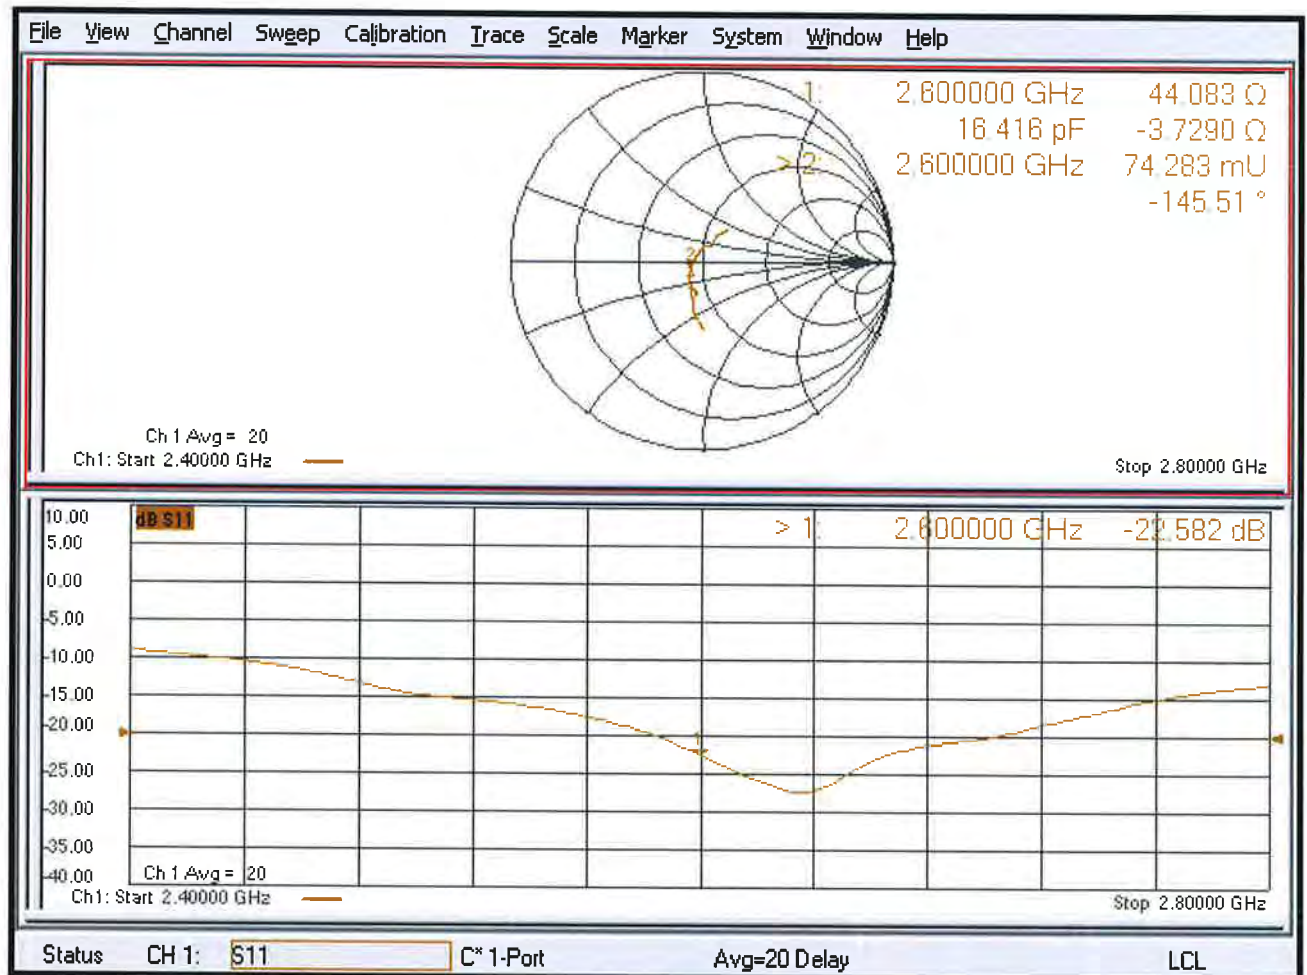 File View Channel Sweep Calibration Trace Scale Marker System Window Help
1: 2.600000 GHz 44.083 Ω
16.416 pF -3.7290 Ω
> 2: 2.600000 GHz 74.283 mU
-145.51 °
2
Ch 1 Avg = 20
Ch1: Start 2.40000 GHz
Stop 2.80000 GHz
10.00
dB S11
> 1: 2.600000 GHz -22.582 dB
5.00
0.00
-5.00
-10.00
-15.00
-20.00
1
-25.00
-30.00
-35.00
-40.00
Ch 1 Avg = 20
Ch1: Start 2.40000 GHz
Stop 2.80000 GHz
Status CH 1: S11 C* 1-Port Avg=20 Delay LCL